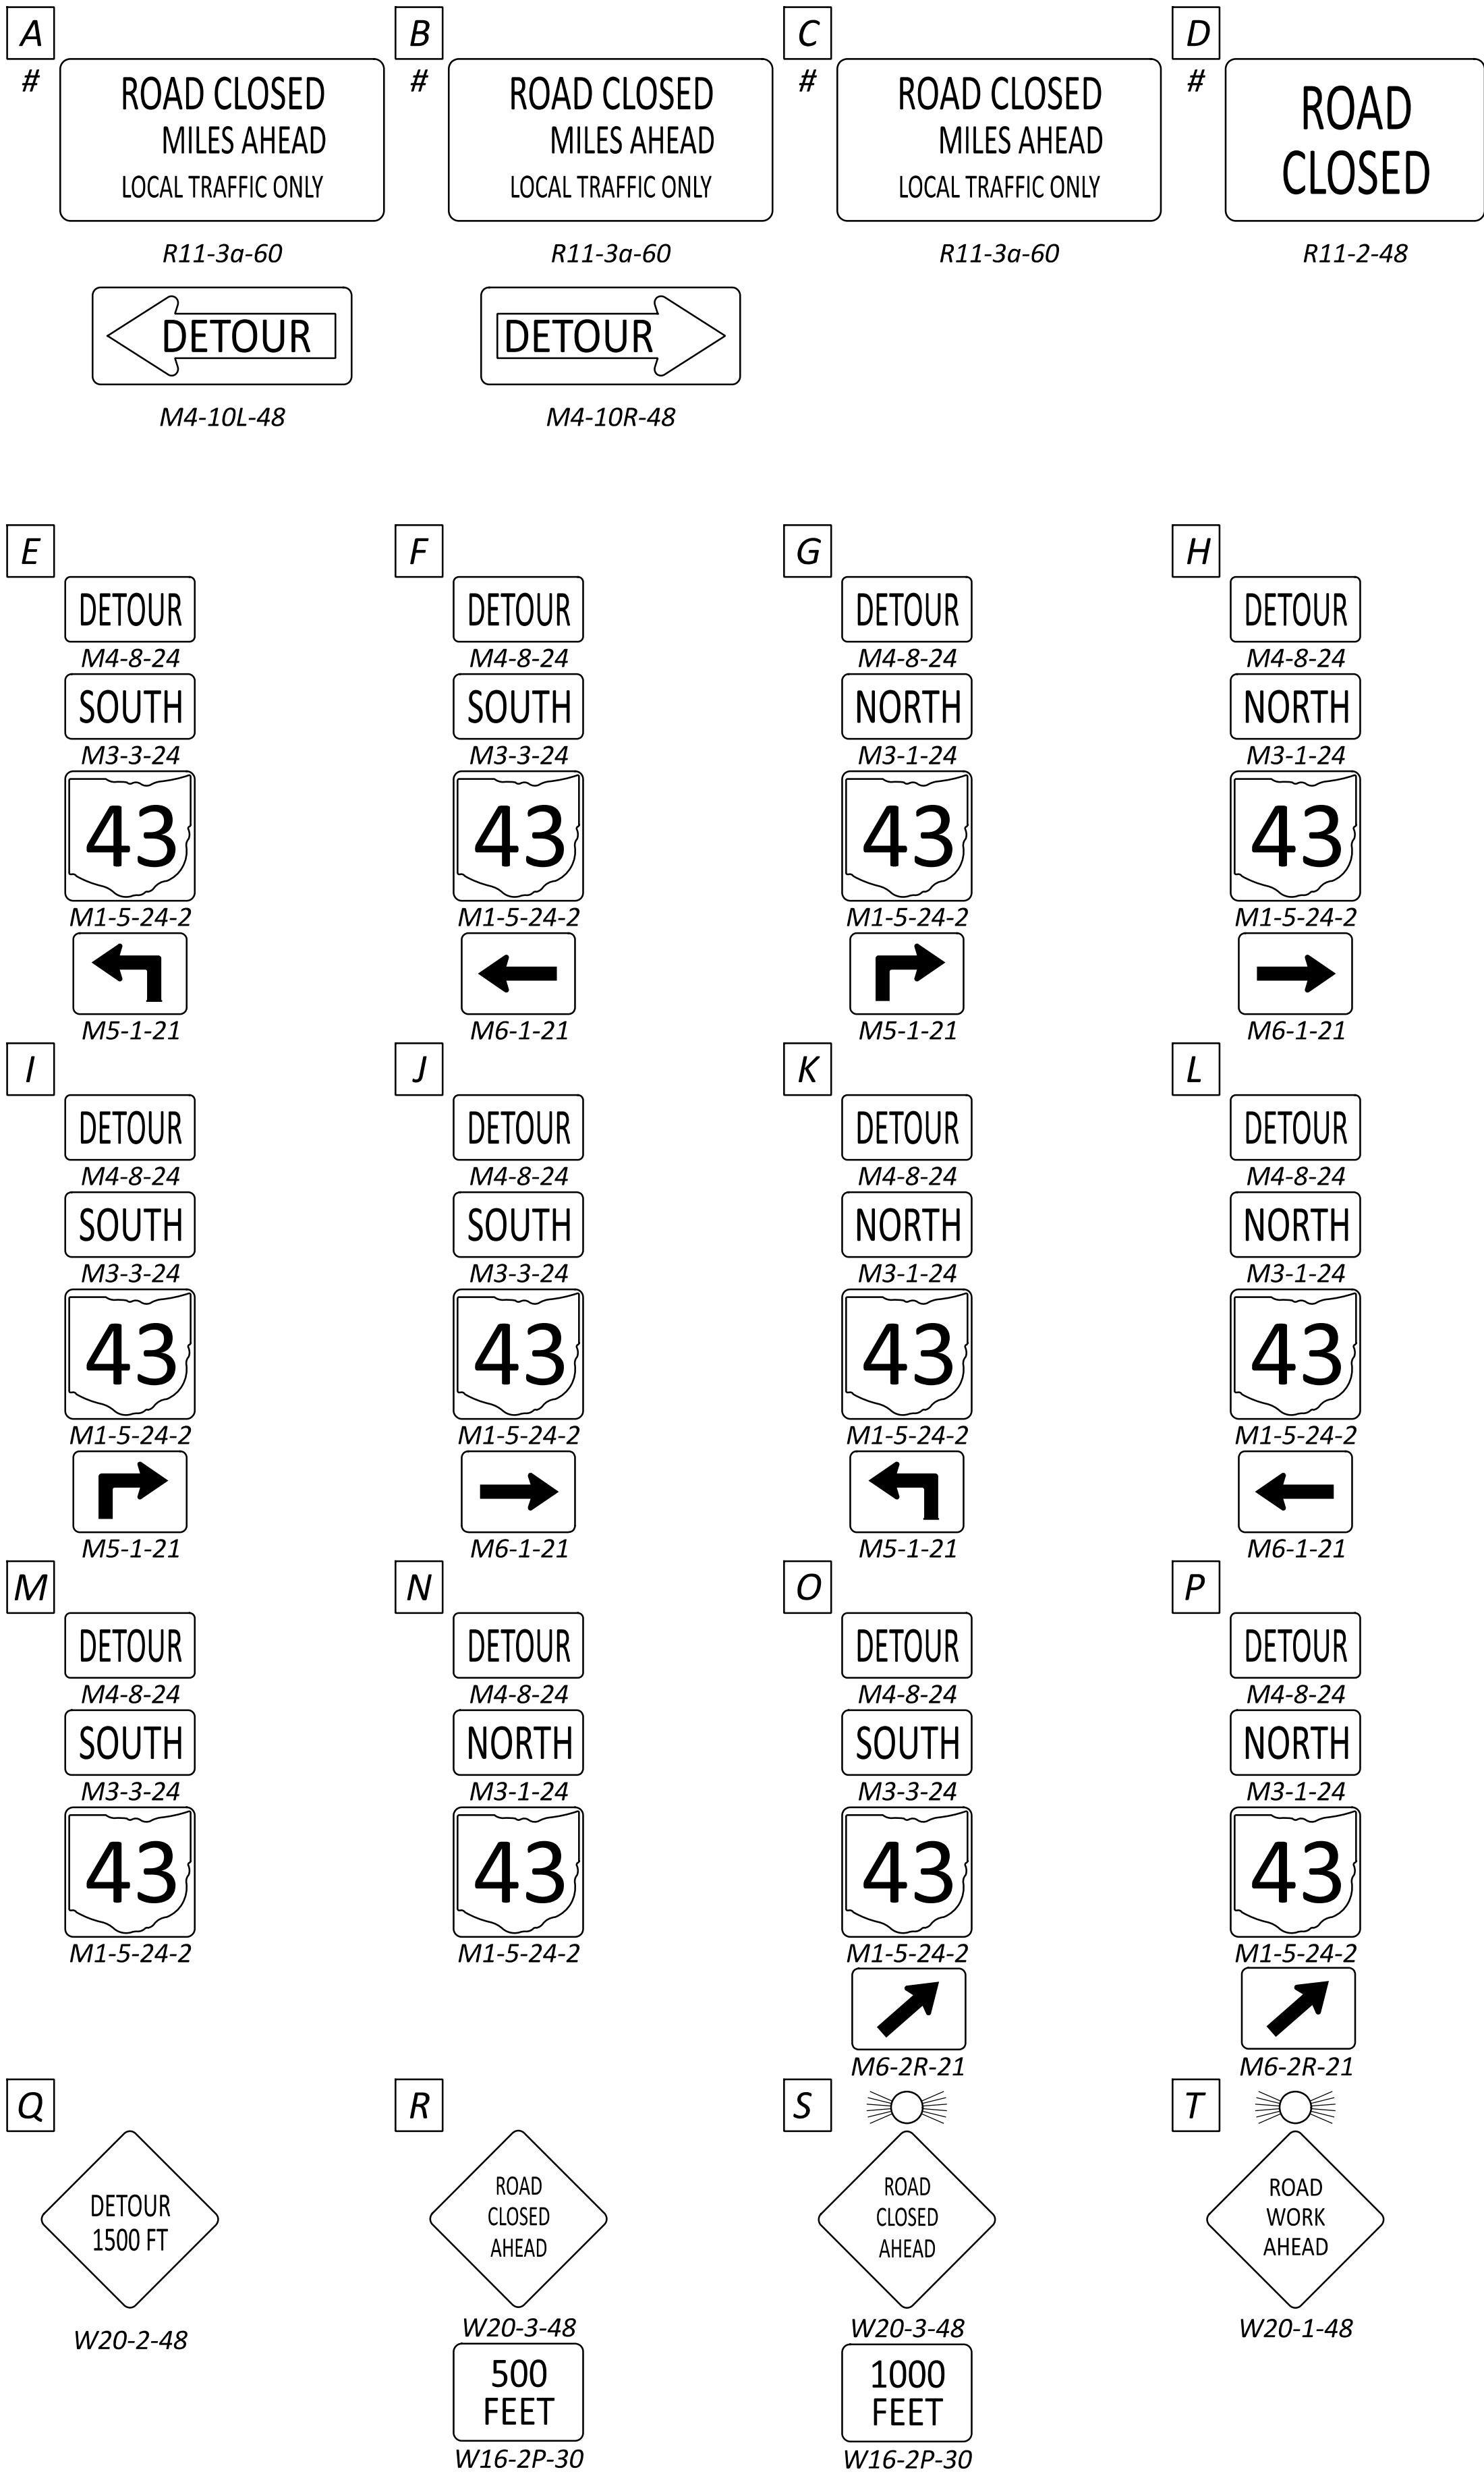 A
#
ROAD CLOSED
MILES AHEAD
LOCAL TRAFFIC ONLY
R11-3a-60
DETOUR
M4-10L-48
B
#
ROAD CLOSED
MILES AHEAD
LOCAL TRAFFIC ONLY
R11-3a-60
DETOUR
M4-10R-48
C
#
ROAD CLOSED
MILES AHEAD
LOCAL TRAFFIC ONLY
R11-3a-60
D
#
ROAD
CLOSED
R11-2-48
E
DETOUR
M4-8-24
SOUTH
M3-3-24
43
M1-5-24-2
M5-1-21
F
DETOUR
M4-8-24
SOUTH
M3-3-24
43
M1-5-24-2
M6-1-21
G
DETOUR
M4-8-24
NORTH
M3-1-24
43
M1-5-24-2
M5-1-21
H
DETOUR
M4-8-24
NORTH
M3-1-24
43
M1-5-24-2
M6-1-21
I
DETOUR
M4-8-24
SOUTH
M3-3-24
43
M1-5-24-2
M5-1-21
J
DETOUR
M4-8-24
SOUTH
M3-3-24
43
M1-5-24-2
M6-1-21
K
DETOUR
M4-8-24
NORTH
M3-1-24
43
M1-5-24-2
M5-1-21
L
DETOUR
M4-8-24
NORTH
M3-1-24
43
M1-5-24-2
M6-1-21
M
DETOUR
M4-8-24
SOUTH
M3-3-24
43
M1-5-24-2
N
DETOUR
M4-8-24
NORTH
M3-1-24
43
M1-5-24-2
O
DETOUR
M4-8-24
SOUTH
M3-3-24
43
M1-5-24-2
M6-2R-21
P
DETOUR
M4-8-24
NORTH
M3-1-24
43
M1-5-24-2
M6-2R-21
Q
DETOUR
1500 FT
W20-2-48
R
ROAD
CLOSED
AHEAD
W20-3-48
500
FEET
W16-2P-30
S
ROAD
CLOSED
AHEAD
W20-3-48
1000
FEET
W16-2P-30
T
ROAD
WORK
AHEAD
W20-1-48